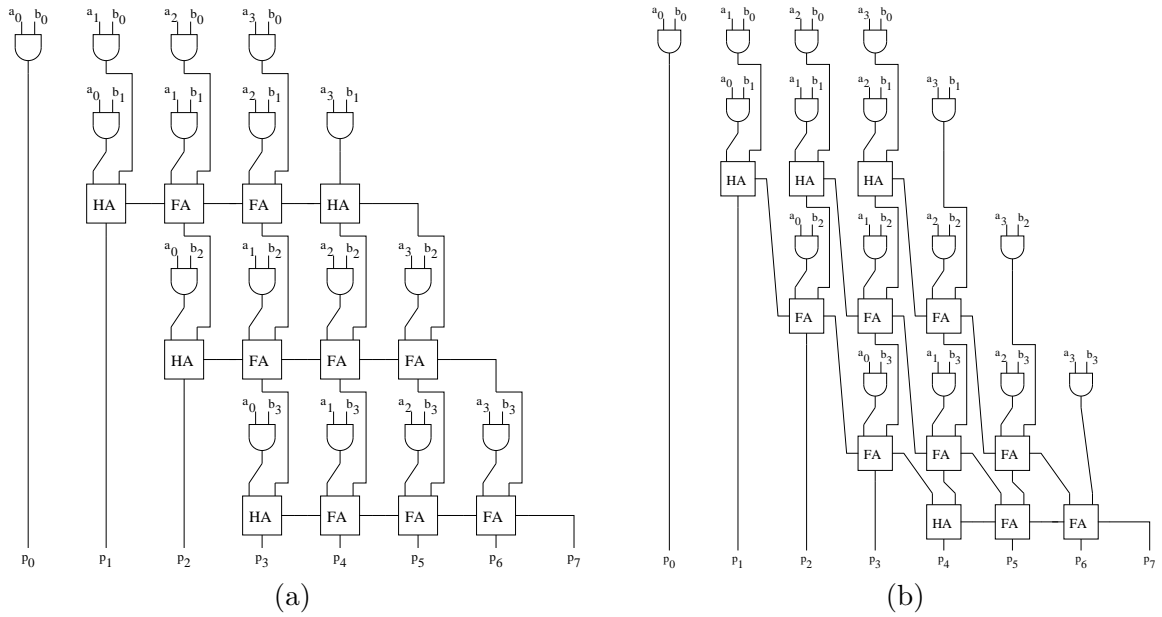 a0 b0 a1 b0 a2 b0 a3 b0
a0 b1 a1 b1 a2 b1 a3 b1
HA FA FA HA
a0 b2 a1 b2 a2 b2 a3 b2
HA FA FA FA
a0 b3 a1 b3 a2 b3 a3 b3
HA FA FA FA
p0 p1 p2 p3 p4 p5 p6 p7
(a)
a0 b0 a1 b0 a2 b0 a3 b0
a0 b1 a1 b1 a2 b1 a3 b1
HA HA HA
a0 b2 a1 b2 a2 b2 a3 b2
FA FA FA
a0 b3 a1 b3 a2 b3 a3 b3
FA FA FA
HA FA FA
p0 p1 p2 p3 p4 p5 p6 p7
(b)